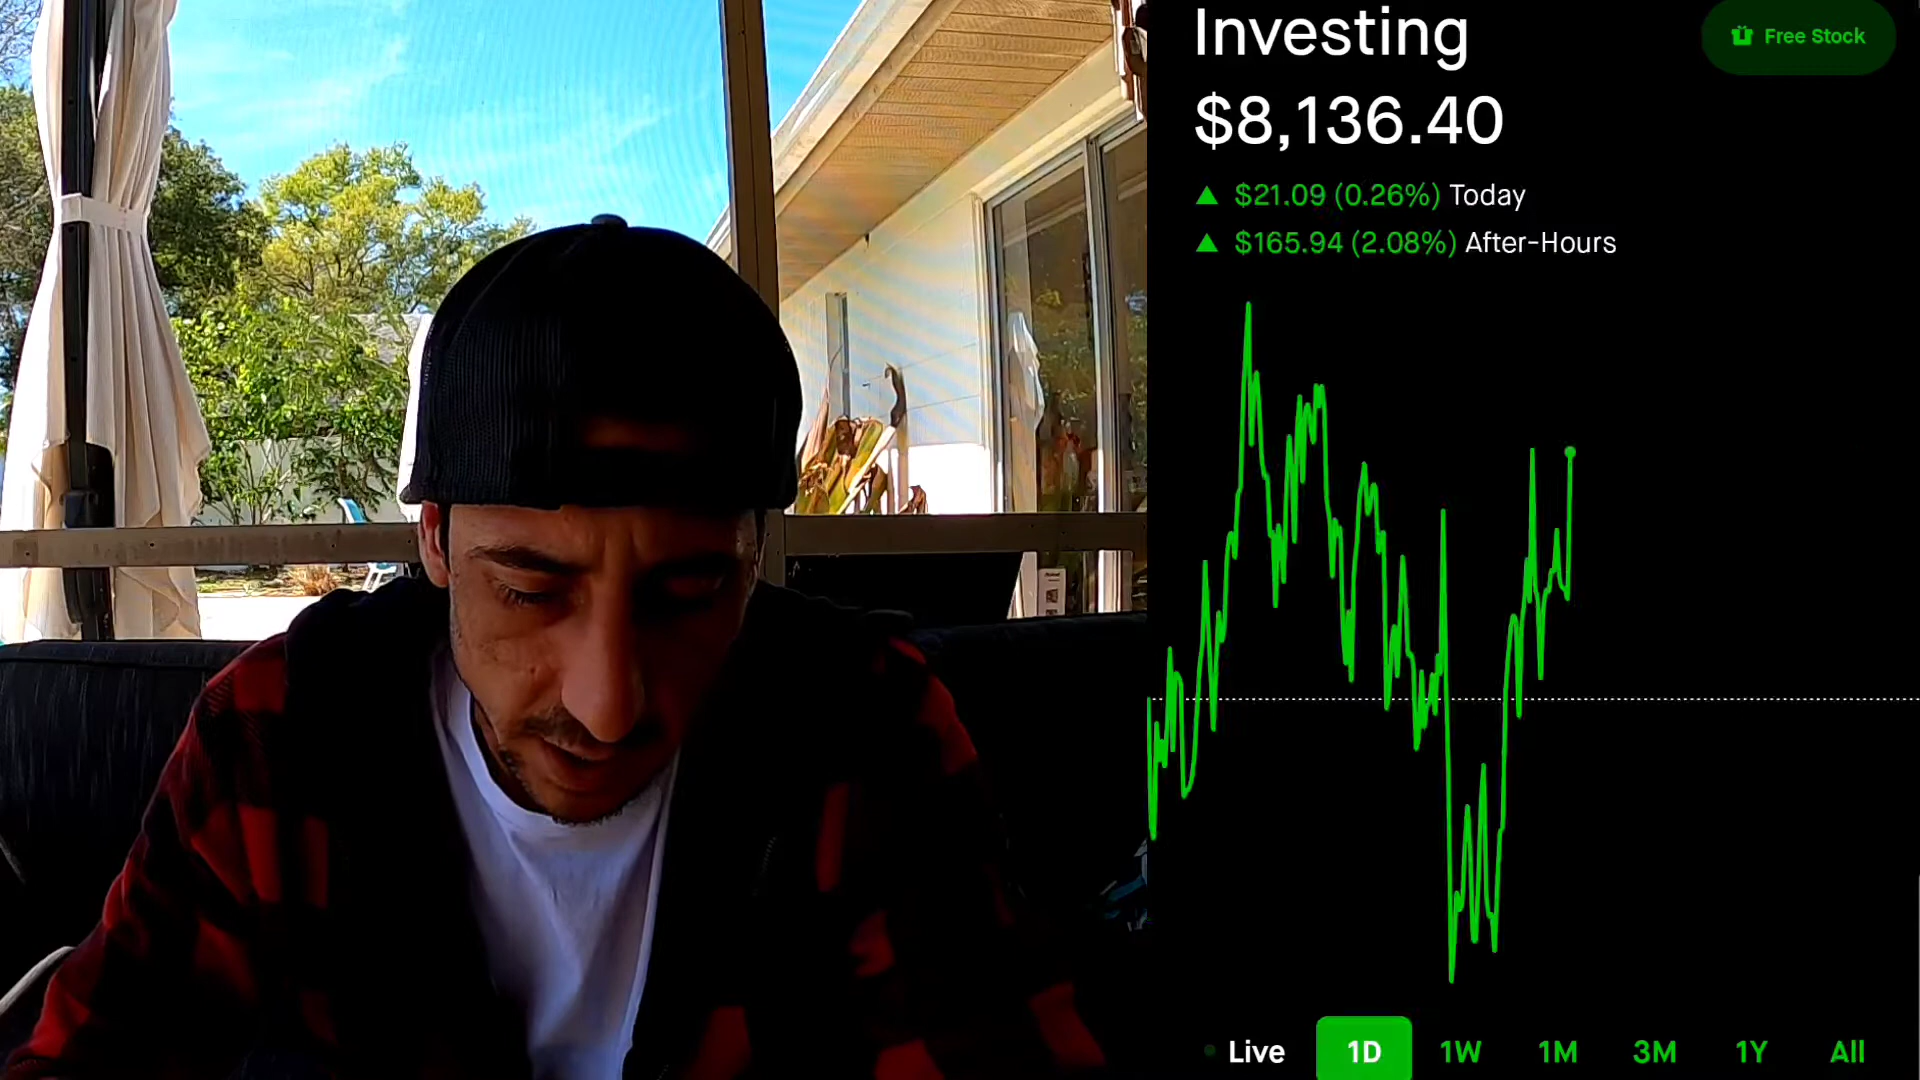 Investing
Free Stock
$8,136.40
▲ $21.09 (0.26%) Today
▲ $165.94 (2.08%) After-Hours
Live 1D 1W 1M 3M 1Y All